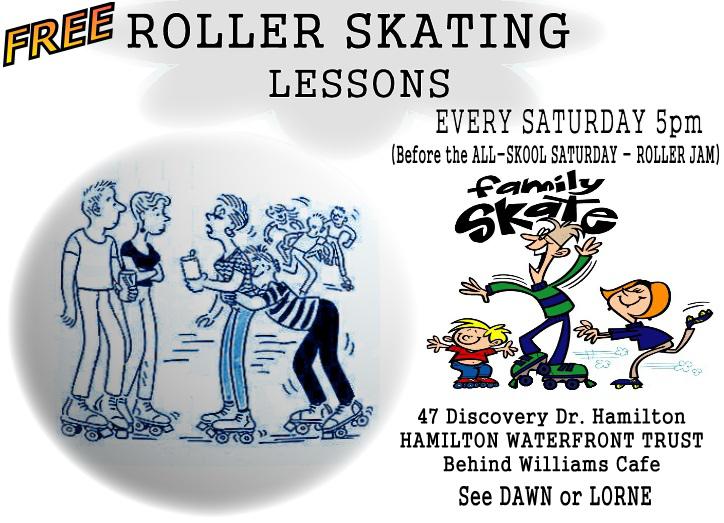 FREE ROLLER SKATING
LESSONS
EVERY SATURDAY 5pm
(Before the ALL-SKOOL SATURDAY - ROLLER JAM)
family
skate
47 Discovery Dr. Hamilton
HAMILTON WATERFRONT TRUST
Behind Williams Cafe
See DAWN or LORNE